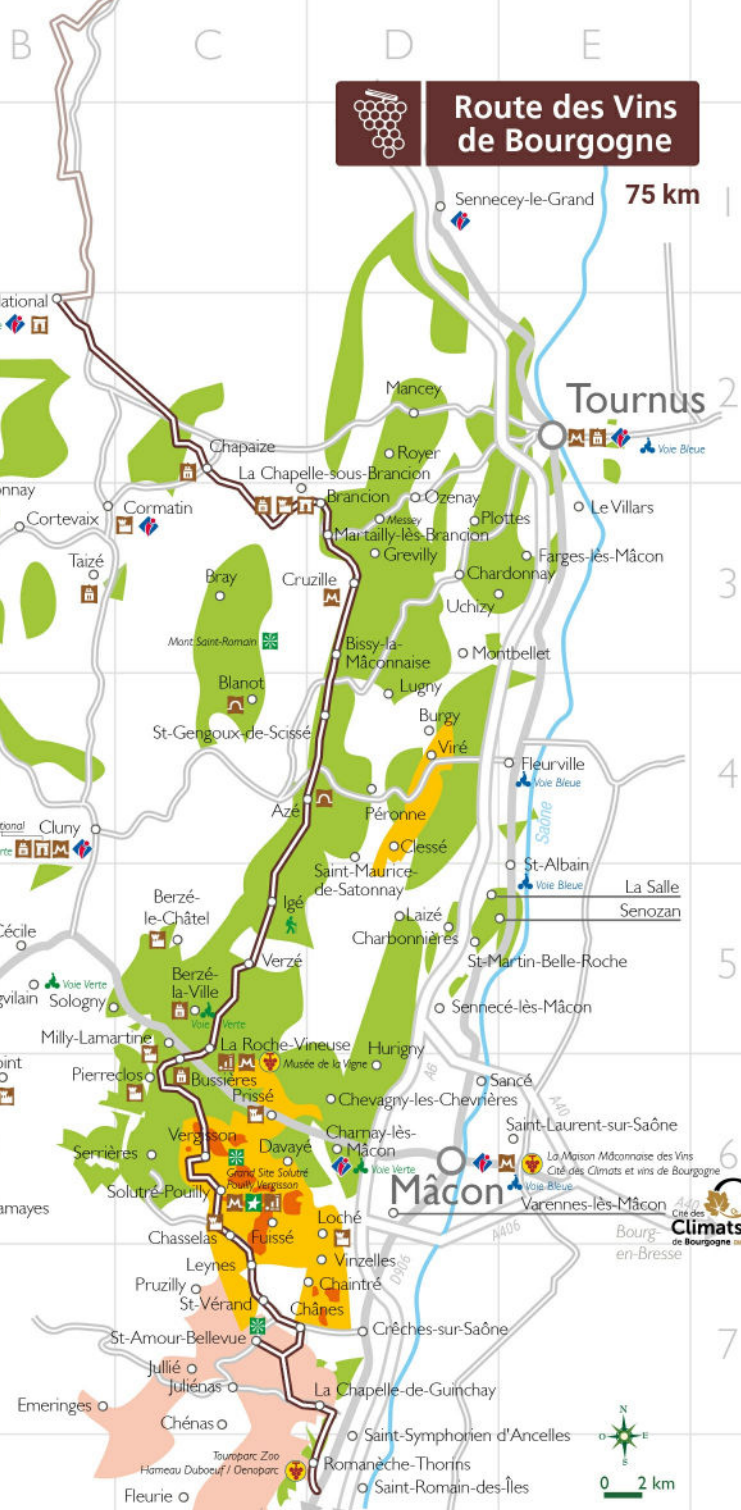 B
C
D
E
Route des Vins
de Bourgogne
75 km
I
Sennecey-le-Grand
ational
2
Mancey
Tournus
Voie Bleue
Chapaize
Royer
La Chapelle-sous-Brancion
onnay
Cormatin
Brancion
Ozenay
Le Villars
Cortevaix
Messey
Plottes
Martailly-lès-Brancion
Taizé
Grevilly
Farges-lès-Mâcon
Bray
Cruzille
Chardonnay
3
Uchizy
Mont Saint-Romain
Bissy-la-
Mâconnaise
Montbellet
Blanot
Lugny
St-Gengoux-de-Scissé
Burgy
Viré
Fleurville
4
Voie Bleue
Azé
Péronne
Saône
tional
Cluny
rte
Clessé
Saint-Maurice-
de-Satonnay
St-Albain
Voie Bleue
La Salle
Berzé-
le-Châtel
Igé
Laizé
Senozan
Cécile
Charbonnières
Verzé
St-Martin-Belle-Roche
5
Berzé-
la-Ville
Voie Verte
gvilain
Sologny
Voie Verte
Sennecé-lès-Mâcon
Milly-Lamartine
La Roche-Vineuse
Hurigny
oint
Musée de la Vigne
A6
Pierreclos
Bussières
Sancé
A40
Prissé
Chevagny-les-Chevrières
Vergisson
Charnay-lès-
Mâcon
Saint-Laurent-sur-Saône
Serrières
Davayé
La Maison Mâconnaise des Vins
6
Voie Verte
Cité des Climats et vins de Bourgogne
Grand Site Solutré
Pouilly Vergisson
Voie Bleue
Solutré-Pouilly
Mâcon
Varennes-lès-Mâcon
A40
amayes
Loché
Cité des
Climats
de Bourgogne
Chasselas
Fuissé
A406
Bourg-
en-Bresse
Leynes
Vinzelles
D906
Pruzilly
Chaintré
St-Vérand
Chânes
St-Amour-Bellevue
Crêches-sur-Saône
7
Jullié
Juliénas
Emeringes
La Chapelle-de-Guinchay
Chénas
Saint-Symphorien d'Ancelles
N
O
E
S
Touroparc Zoo
Hameau Duboeuf / Oenoparc
Romanèche-Thorins
0 2 km
Fleurie
Saint-Romain-des-Îles